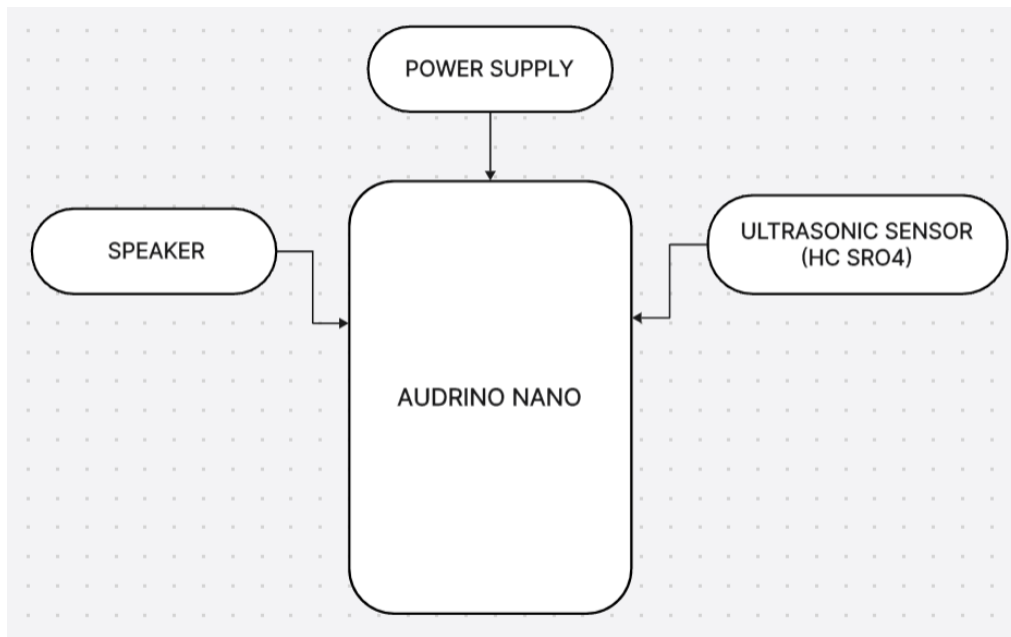 POWER SUPPLY
SPEAKER
ULTRASONIC SENSOR
(HC SRO4)
AUDRINO NANO